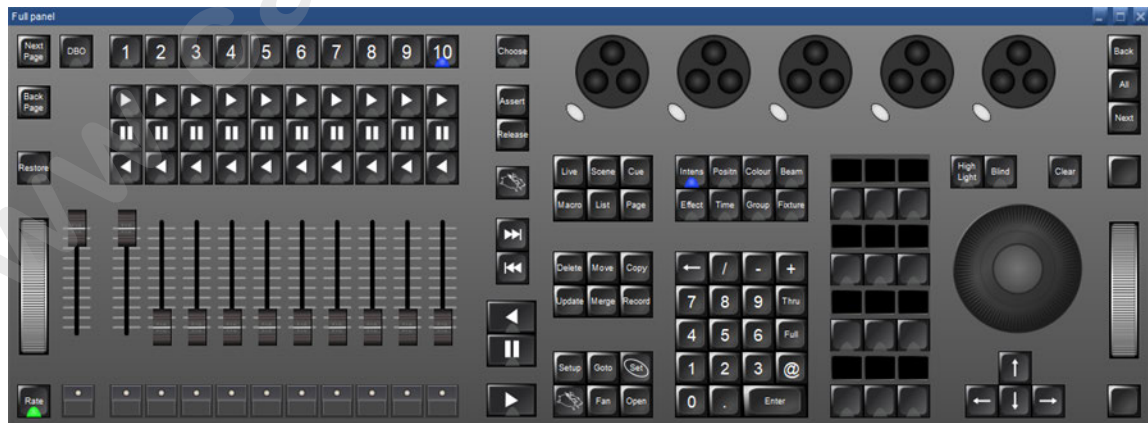 Full panel
Next
Page
DBO
1 2 3 4 5 6 7 8 9 10
Choose
Back
Back
Page
Assert
All
Release
Next
Restore
Live Scene Cue
Intens Positn Colour Beam
High
Light
Blind
Clear
Macro List Page
Effect Time Group Fixture
Delete Move Copy
← / - +
Update Merge Record
7 8 9 Thru
4 5 6 Full
Setup Goto Set
1 2 3 @
Rate
Fan Open
0 . Enter